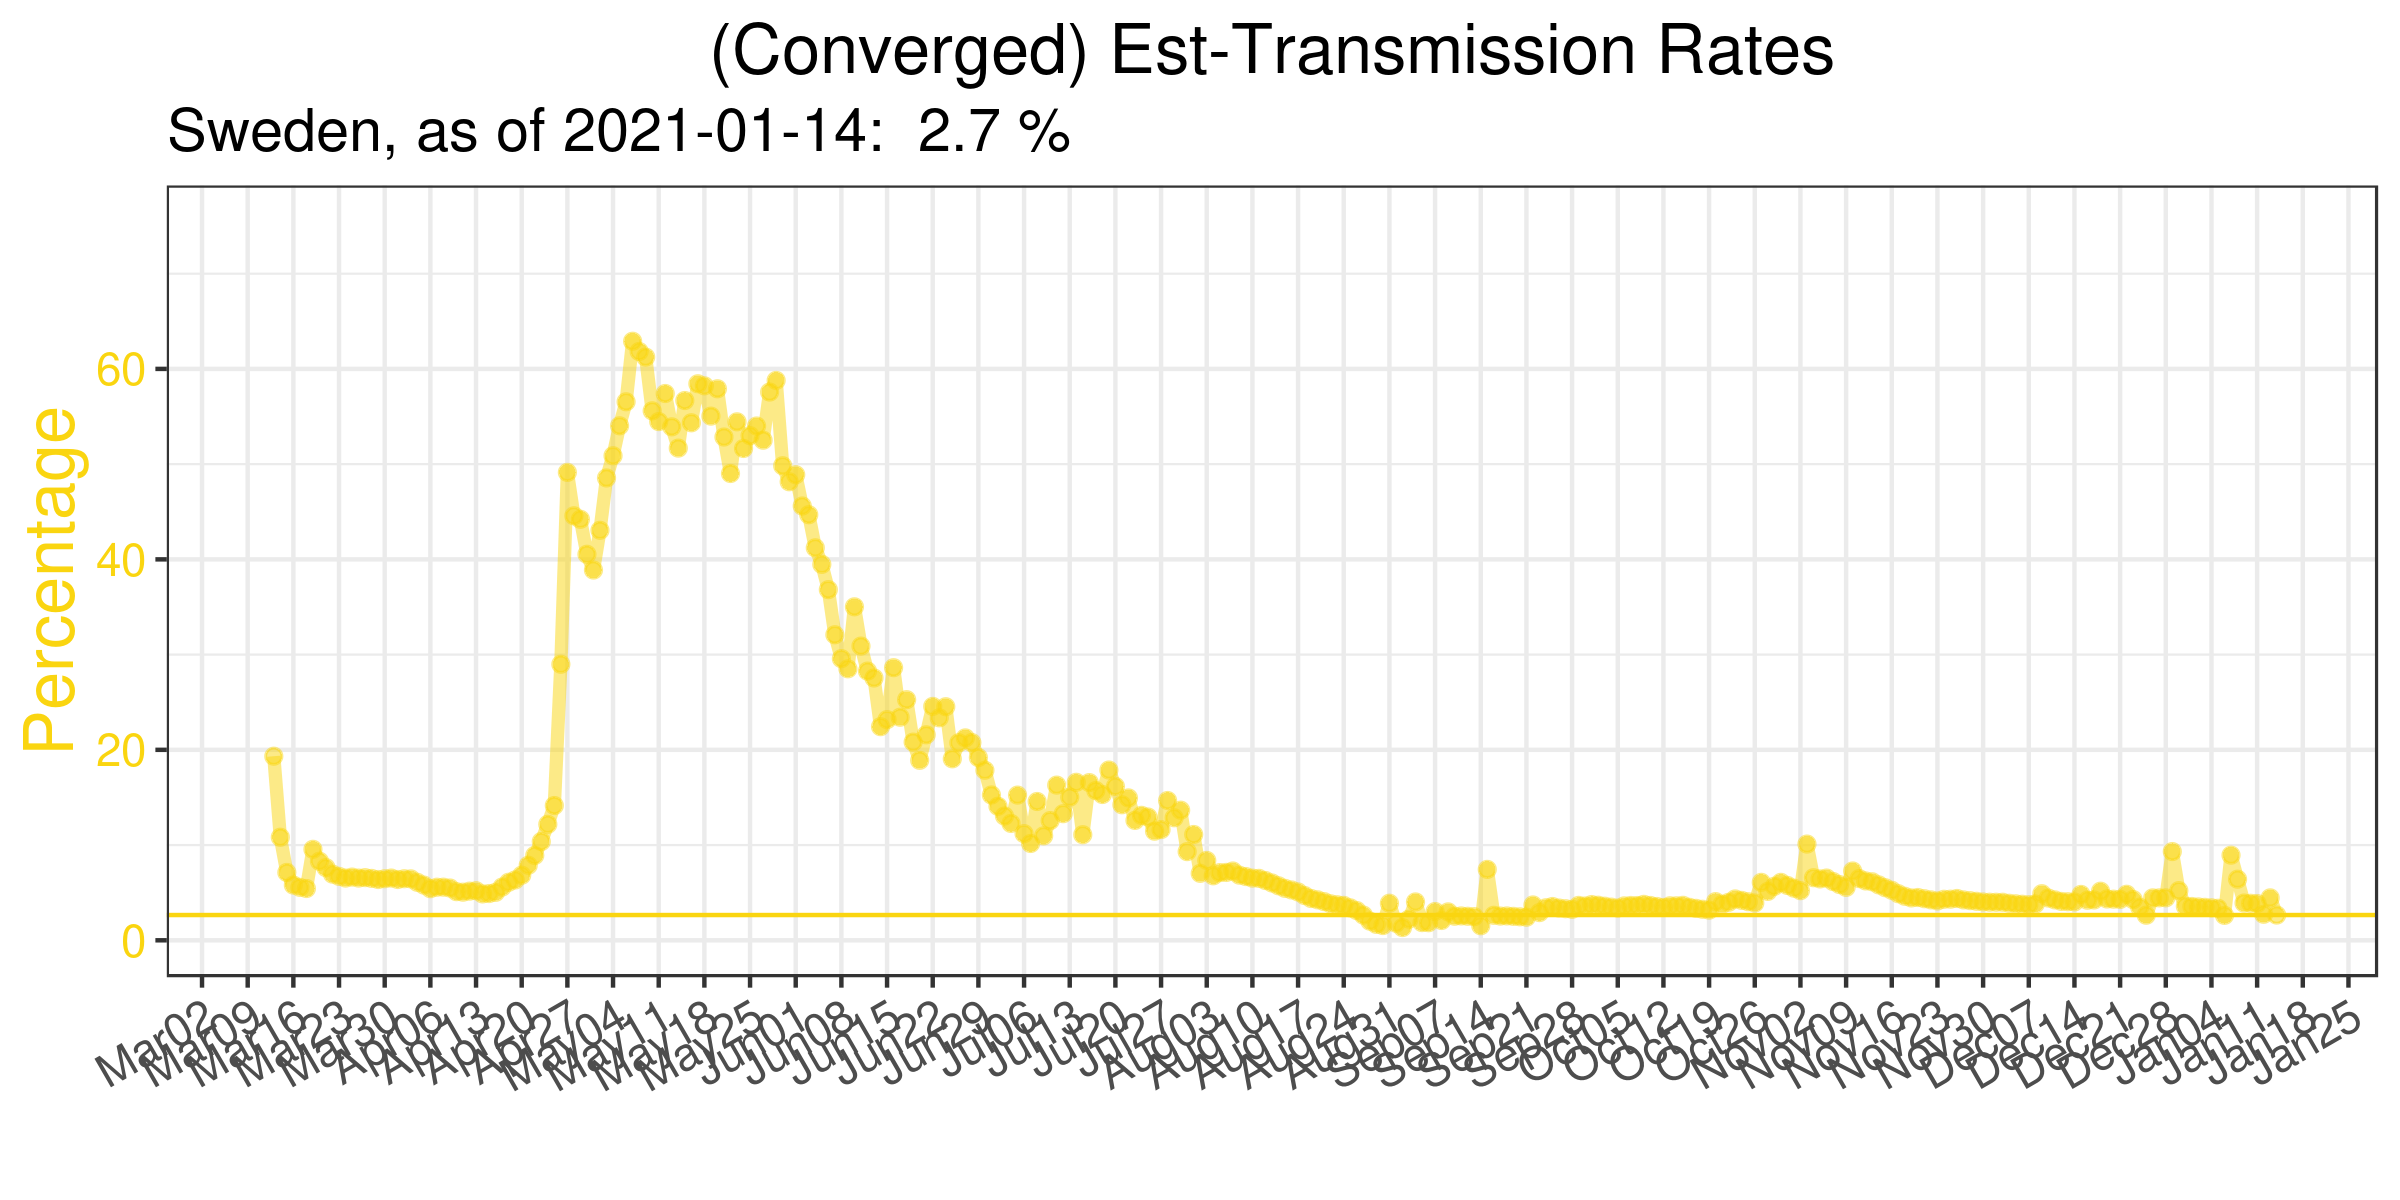 (Converged) Est-Transmission Rates
Sweden, as of 2021-01-14:  2.7 %
Percentage
60
40
20
0
Mar02
Mar09
Mar16
Mar23
Mar30
Apr06
Apr13
Apr20
Apr27
May04
May11
May18
May25
Jun01
Jun08
Jun15
Jun22
Jun29
Jul06
Jul13
Jul20
Jul27
Aug03
Aug10
Aug17
Aug24
Aug31
Sep07
Sep14
Sep21
Sep28
Oct05
Oct12
Oct19
Oct26
Nov02
Nov09
Nov16
Nov23
Nov30
Dec07
Dec14
Dec21
Dec28
Jan04
Jan11
Jan18
Jan25